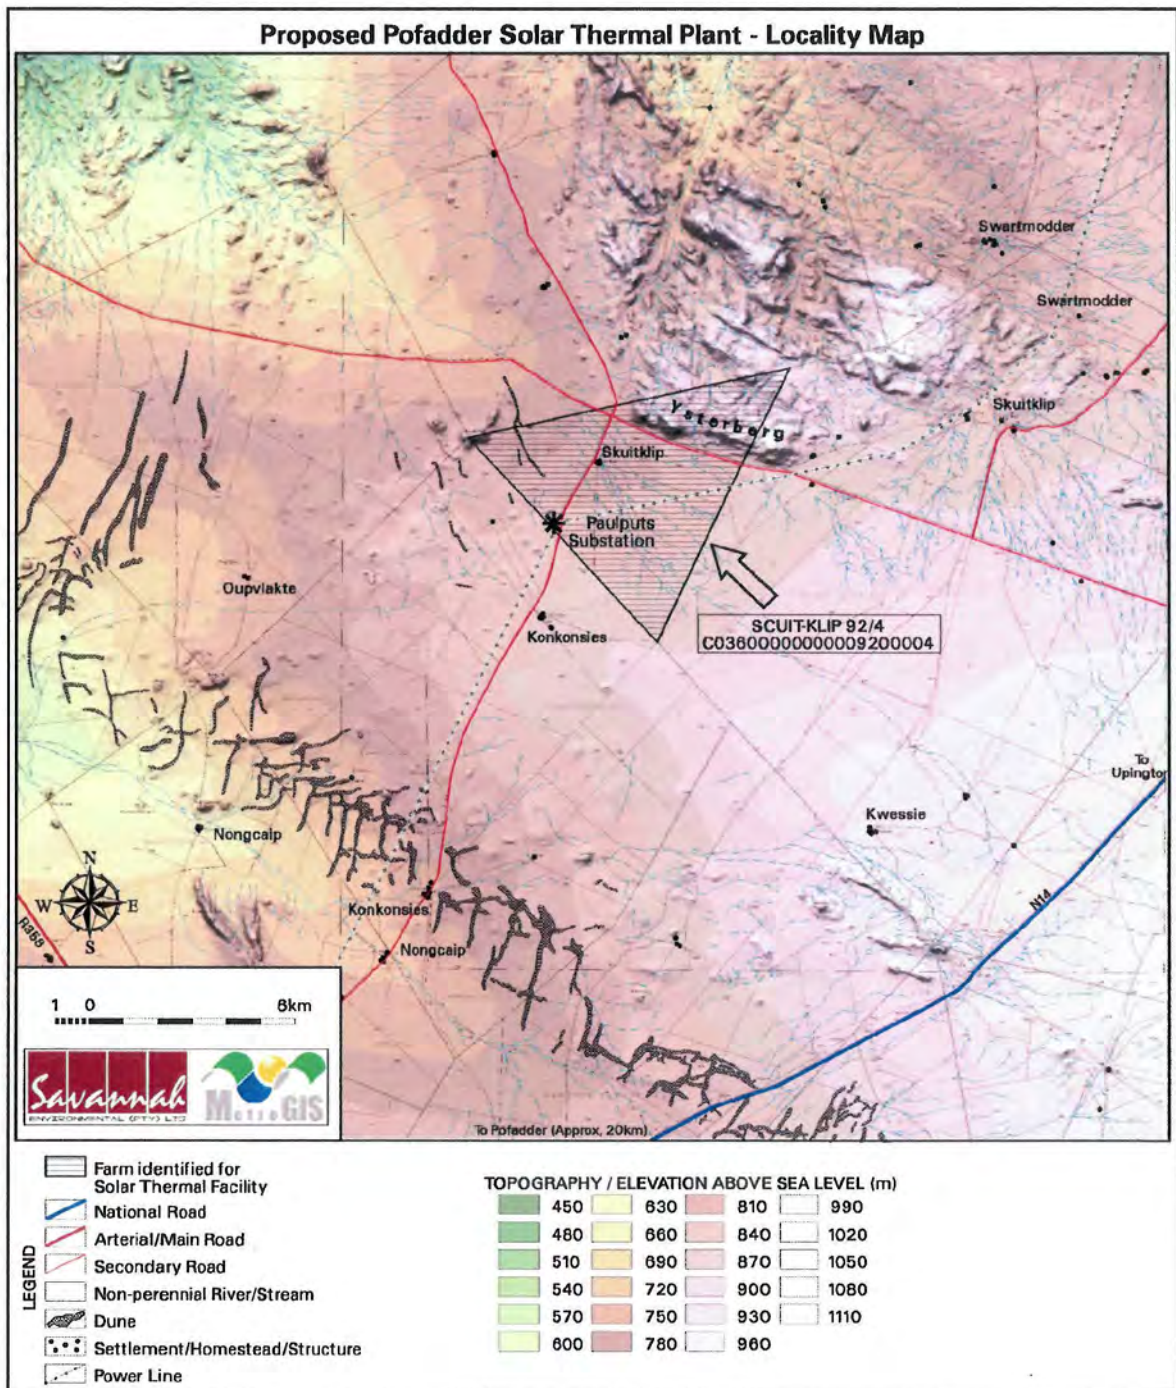 Proposed Pofadder Solar Thermal Plant - Locality Map
Swartmodder
Swartmodder
Skuitklip
Ysterberg
Skuitklip
Paulputs
Substation
Oupvlakte
Konkonsies
SCUIT-KLIP 92/4
C03600000000009200004
To
Upingto
Kwessie
Nongcaip
N
W E
S
N14
Konkonsies
R358
Nongcaip
1 0 8km
Savannah
ENVIRONMENTAL (PTY) LTD
MetroGIS
To Pofadder (Approx, 20km)
LEGEND
Farm identified for
Solar Thermal Facility
National Road
Arterial/Main Road
Secondary Road
Non-perennial River/Stream
Dune
Settlement/Homestead/Structure
Power Line
TOPOGRAPHY / ELEVATION ABOVE SEA LEVEL (m)
450 630 810 990
480 660 840 1020
510 690 870 1050
540 720 900 1080
570 750 930 1110
600 780 960